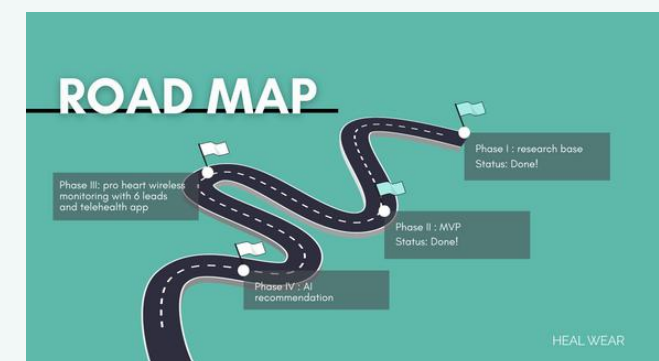 ROAD MAP
Phase I : research base
Status: Done!
Phase III: pro heart wireless
monitoring with 6 leads
and telehealth app
Phase II : MVP
Status: Done!
Phase IV : AI
recommendation
HEAL WEAR